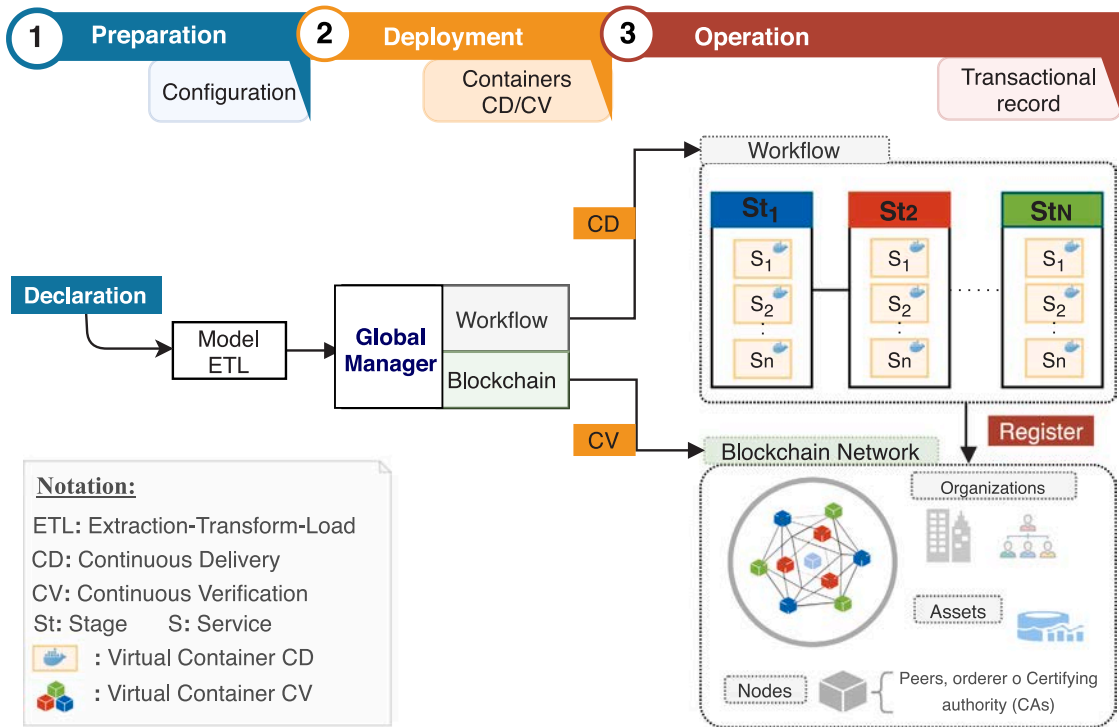 1 Preparation
2 Deployment
3 Operation
Configuration
Containers
CD/CV
Transactional
record
Workflow
CD
St1
St2
StN
S1
S1
S1
S2
S2
S2
:
:
:
Sn
Sn
Sn
Declaration
Model
ETL
Global
Manager
Workflow
Blockchain
CV
Register
Blockchain Network
Organizations
Assets
Nodes
Peers, orderer o Certifying
authority (CAs)
Notation:
ETL: Extraction-Transform-Load
CD: Continuous Delivery
CV: Continuous Verification
St: Stage S: Service
: Virtual Container CD
: Virtual Container CV